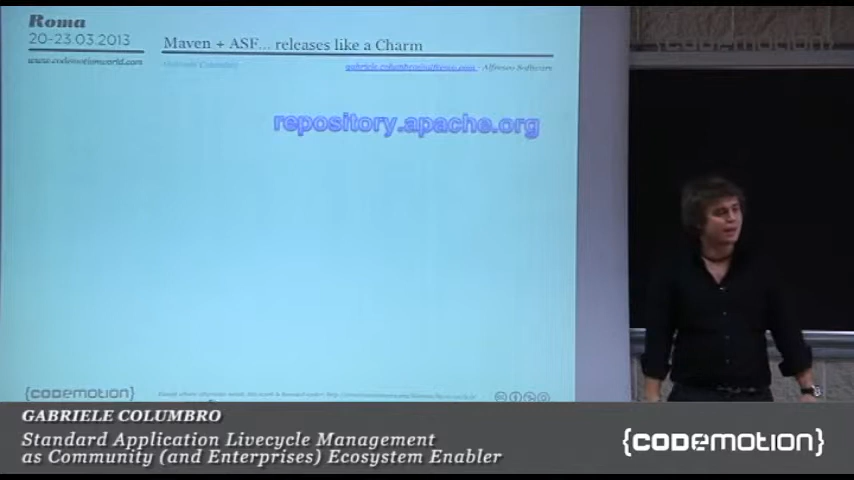 Roma
20-23.03.2013
www.codemotionworld.com
Maven + ASF... releases like a Charm
- Alfresco Software
repository.apache.org
{codemotion}
{codemotion}
GABRIELE COLUMBRO
Standard Application Livecycle Management
as Community (and Enterprises) Ecosystem Enabler
{CODEMOTION}